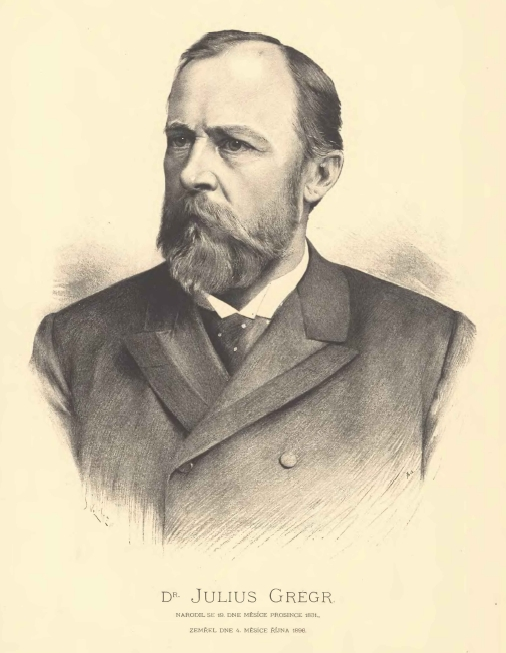 DR. JULIUS GREGR.
NARODIL SE 19. DNE MĚSÍCE PROSINCE 1831.,
ZEMŘEL DNE 4. MĚSÍCE ŘÍJNA 1896.